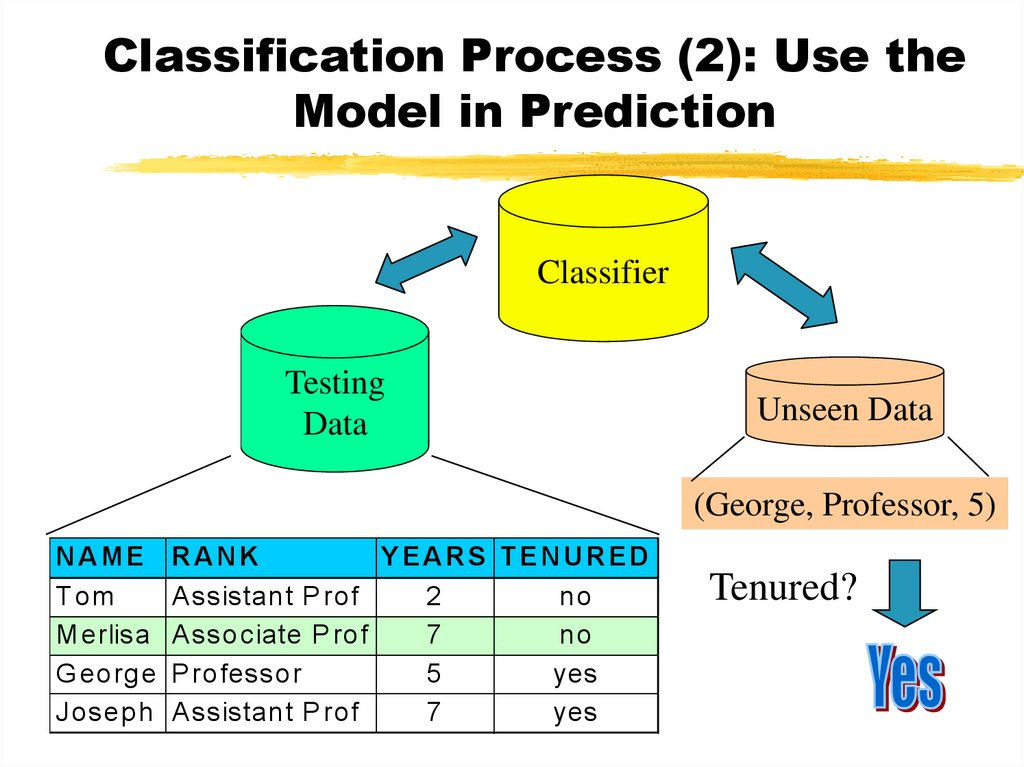 Classification Process (2): Use the
Model in Prediction
Classifier
Testing
Data
Unseen Data
(George, Professor, 5)
NAME RANK YEARS TENURED
Tom Assistant Prof 2 no
Merlisa Associate Prof 7 no
George Professor 5 yes
Joseph Assistant Prof 7 yes
Tenured?
Yes